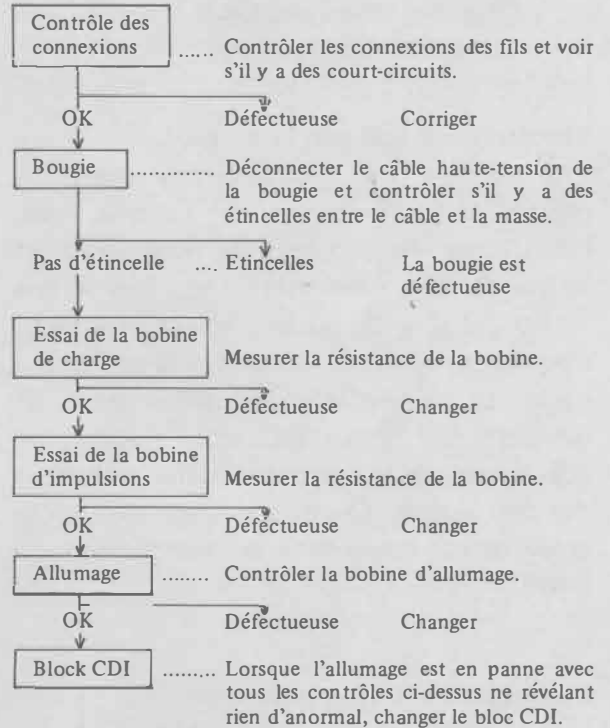 Contrôle des
connexions
...... Contrôler les connexions des fils et voir
s'il y a des court-circuits.
OK Défectueuse Corriger
Bougie ............ Déconnecter le câble haute-tension de
la bougie et contrôler s'il y a des
étincelles entre le câble et la masse.
Pas d'étincelle .... Etincelles La bougie est
défectueuse
Essai de la bobine
de charge Mesurer la résistance de la bobine.
OK Défectueuse Changer
Essai de la bobine
d'impulsions Mesurer la résistance de la bobine.
OK Défectueuse Changer
Allumage ........ Contrôler la bobine d'allumage.
OK Défectueuse Changer
Block CDI ......... Lorsque l'allumage est en panne avec
tous les contrôles ci-dessus ne révélant
rien d'anormal, changer le bloc CDI.